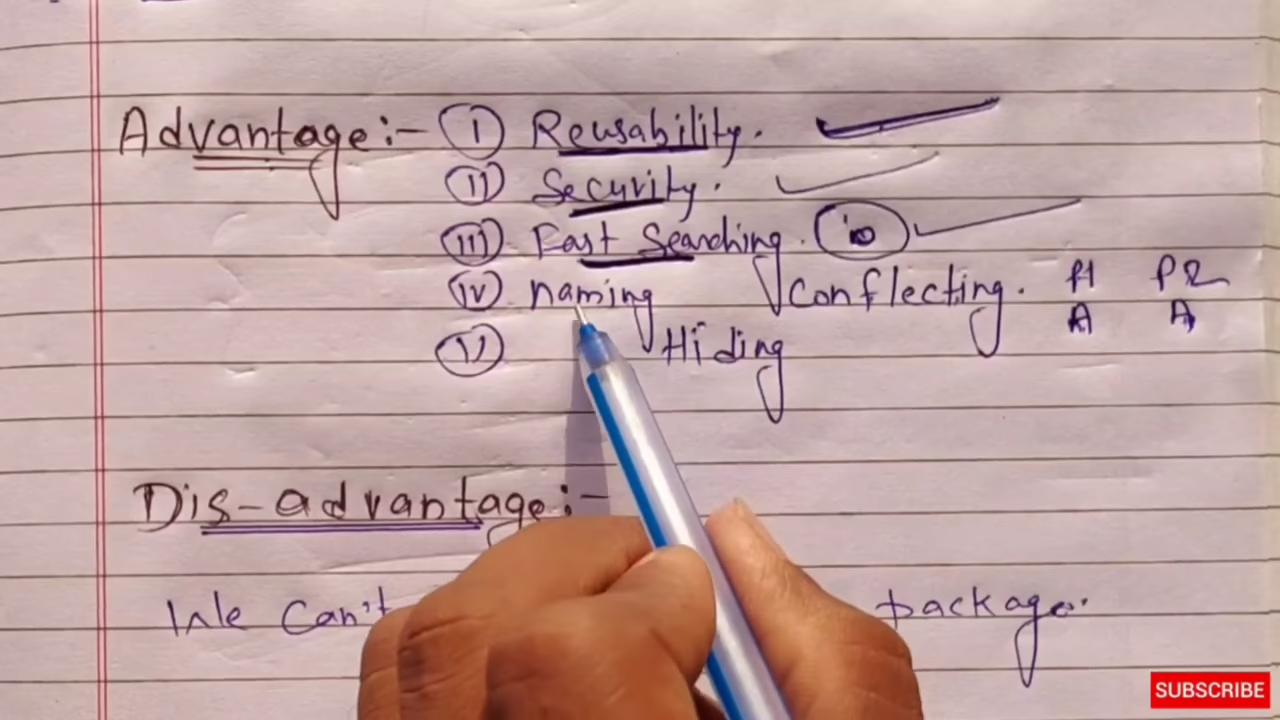 Advantage:- (I) Reusability.
(II) Security.
(III) Fast Searching.
(IV) naming Conflecting. P1 P2
A A
(V) Hiding
Dis-advantage:-
We Can't package.
SUBSCRIBE